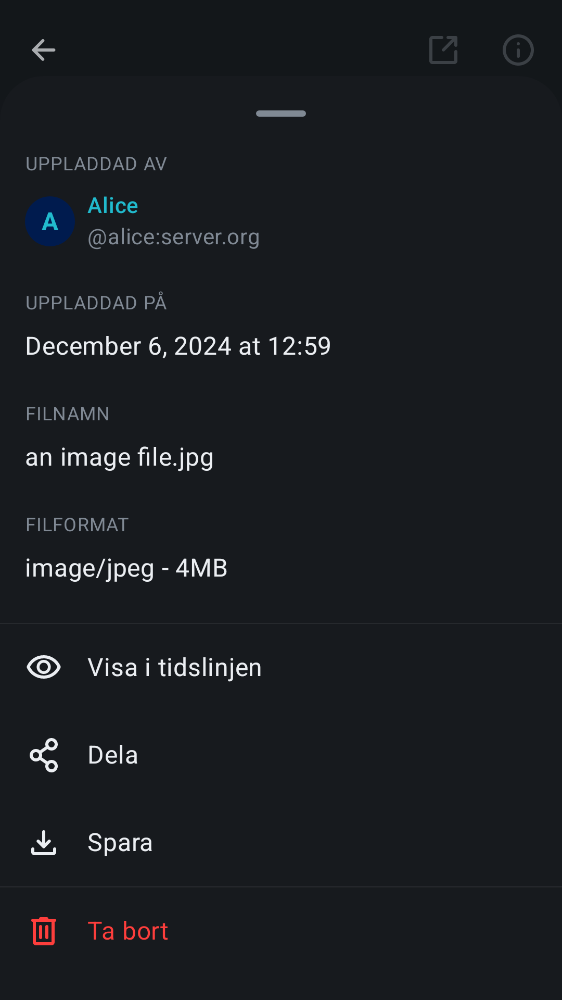 UPPLADDAD AV
A
Alice
@alice:server.org
UPPLADDAD PÅ
December 6, 2024 at 12:59
FILNAMN
an image file.jpg
FILFORMAT
image/jpeg - 4MB
Visa i tidslinjen
Dela
Spara
Ta bort